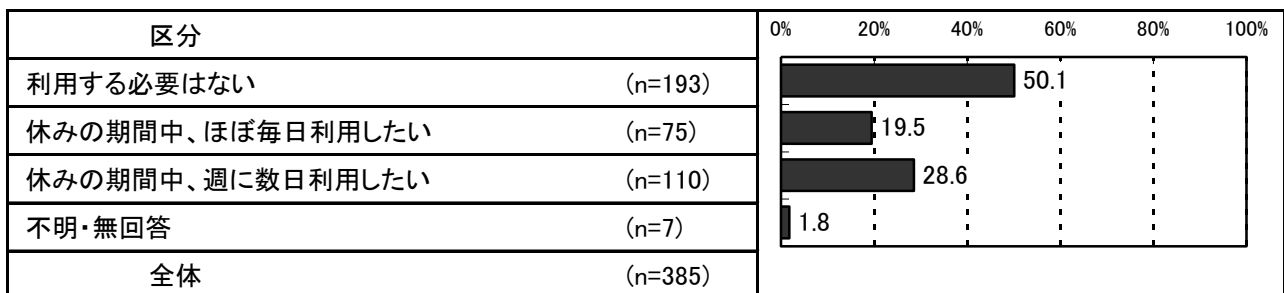 区分
0% 20% 40% 60% 80% 100%
利用する必要はない (n=193) 50.1
休みの期間中、ほぼ毎日利用したい (n=75) 19.5
休みの期間中、週に数日利用したい (n=110) 28.6
不明・無回答 (n=7) 1.8
全体 (n=385)